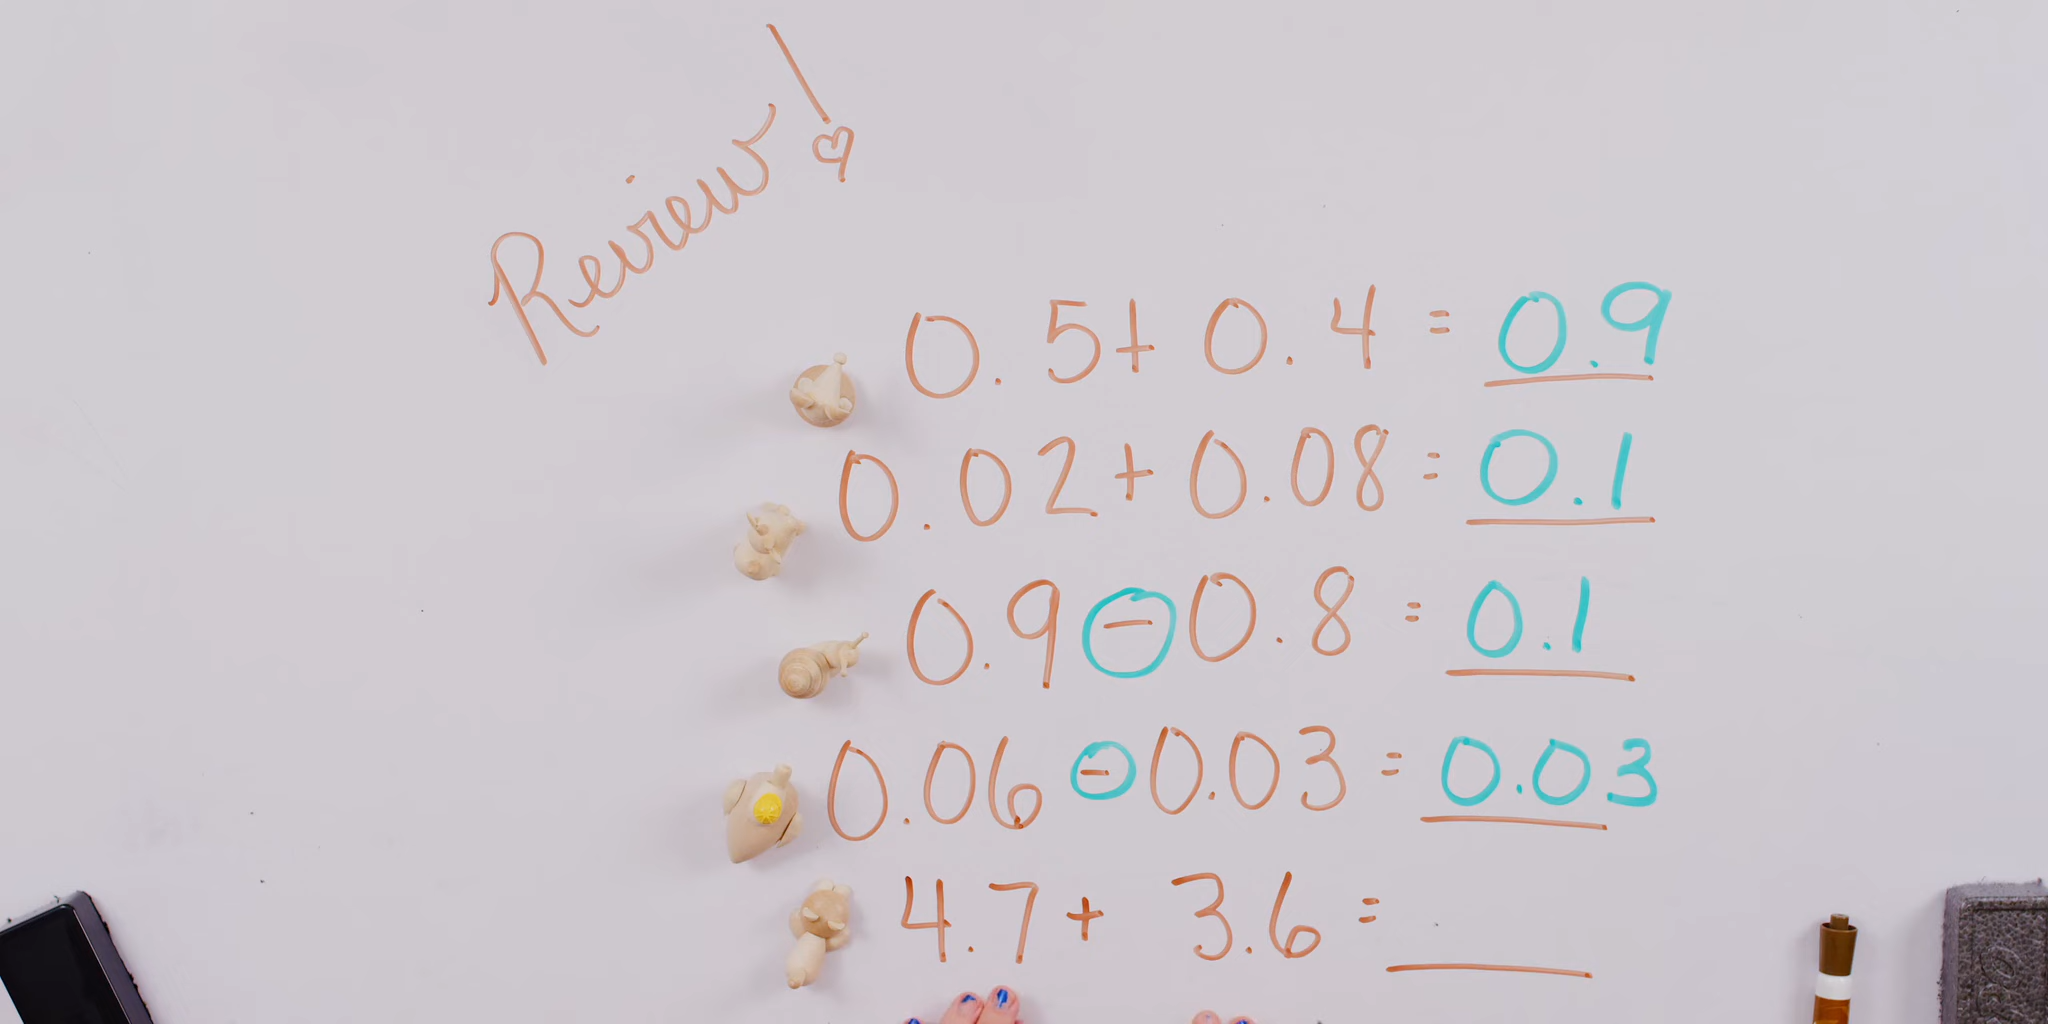 Review!
0.5+ 0.4 = 0.9
0.02 + 0.08 = 0.1
0.9 - 0.8 = 0.1
0.06 - 0.03 = 0.03
4.7 + 3.6 = ____